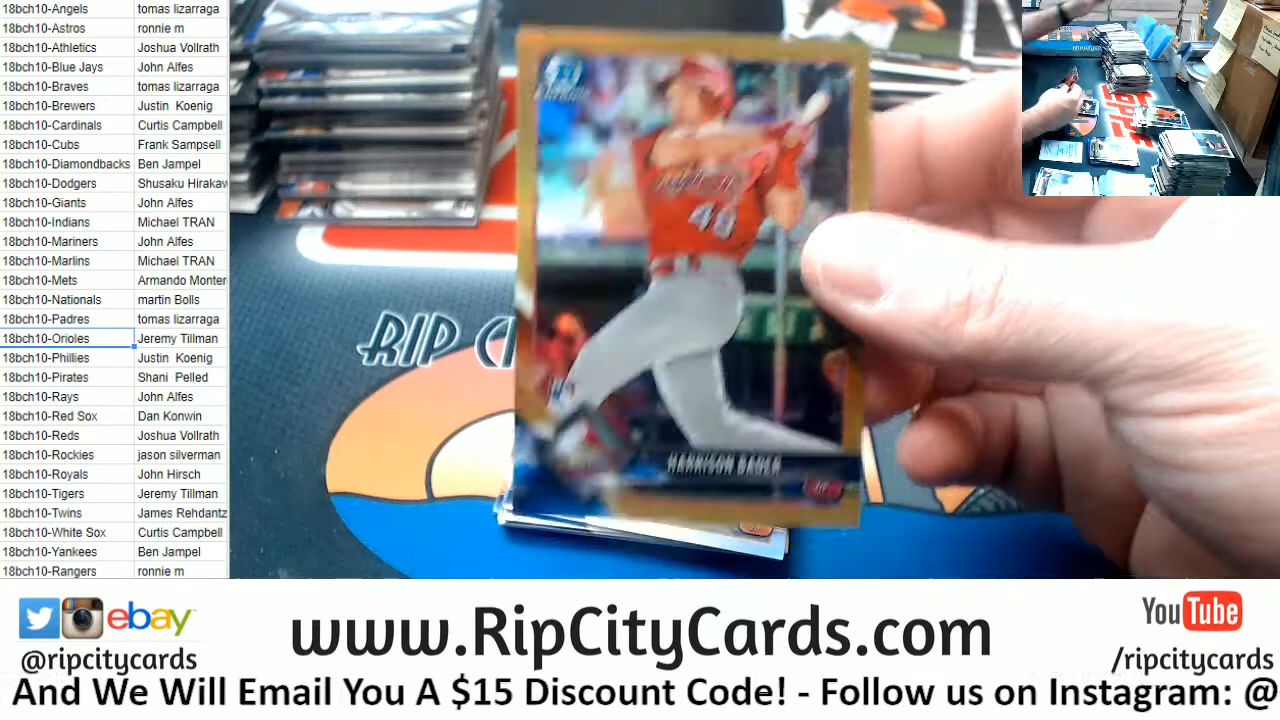 18bch10-Angels tomas lizarraga
18bch10-Astros ronnie m
18bch10-Athletics Joshua Vollrath
18bch10-Blue Jays John Alfes
18bch10-Braves tomas lizarraga
18bch10-Brewers Justin Koenig
18bch10-Cardinals Curtis Campbell
18bch10-Cubs Frank Sampsell
18bch10-Diamondbacks Ben Jampel
18bch10-Dodgers Shusaku Hirakaw
18bch10-Giants John Alfes
18bch10-Indians Michael TRAN
18bch10-Mariners John Alfes
18bch10-Marlins Michael TRAN
18bch10-Mets Armando Monter
18bch10-Nationals martin Bolls
18bch10-Padres tomas lizarraga
18bch10-Orioles Jeremy Tillman
18bch10-Phillies Justin Koenig
18bch10-Pirates Shani Pelled
18bch10-Rays John Alfes
18bch10-Red Sox Dan Konwin
18bch10-Reds Joshua Vollrath
18bch10-Rockies jason silverman
18bch10-Royals John Hirsch
18bch10-Tigers Jeremy Tillman
18bch10-Twins James Rehdantz
18bch10-White Sox Curtis Campbell
18bch10-Yankees Ben Jampel
18bch10-Rangers ronnie m
RIP C
48
HARRISON BADER
topps
ebay
@ripcitycards
www.RipCityCards.com
YouTube
/ripcitycards
And We Will Email You A $15 Discount Code! - Follow us on Instagram: @